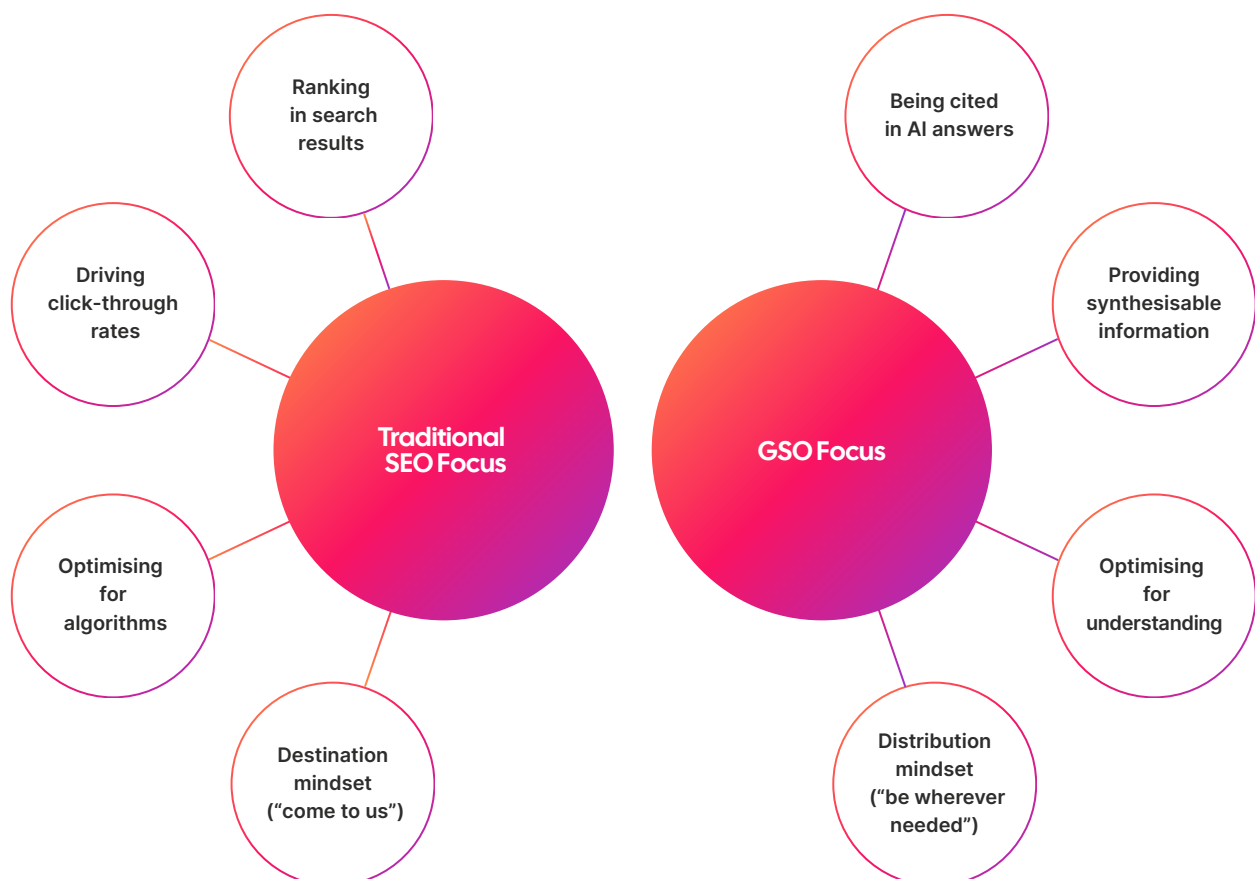 Ranking
in search
results
Driving
click-through
rates
Traditional
SEO Focus
Optimising
for
algorithms
Destination
mindset
(“come to us”)
Being cited
in AI answers
Providing
synthesisable
information
GSO Focus
Optimising
for
understanding
Distribution
mindset
(“be wherever
needed”)